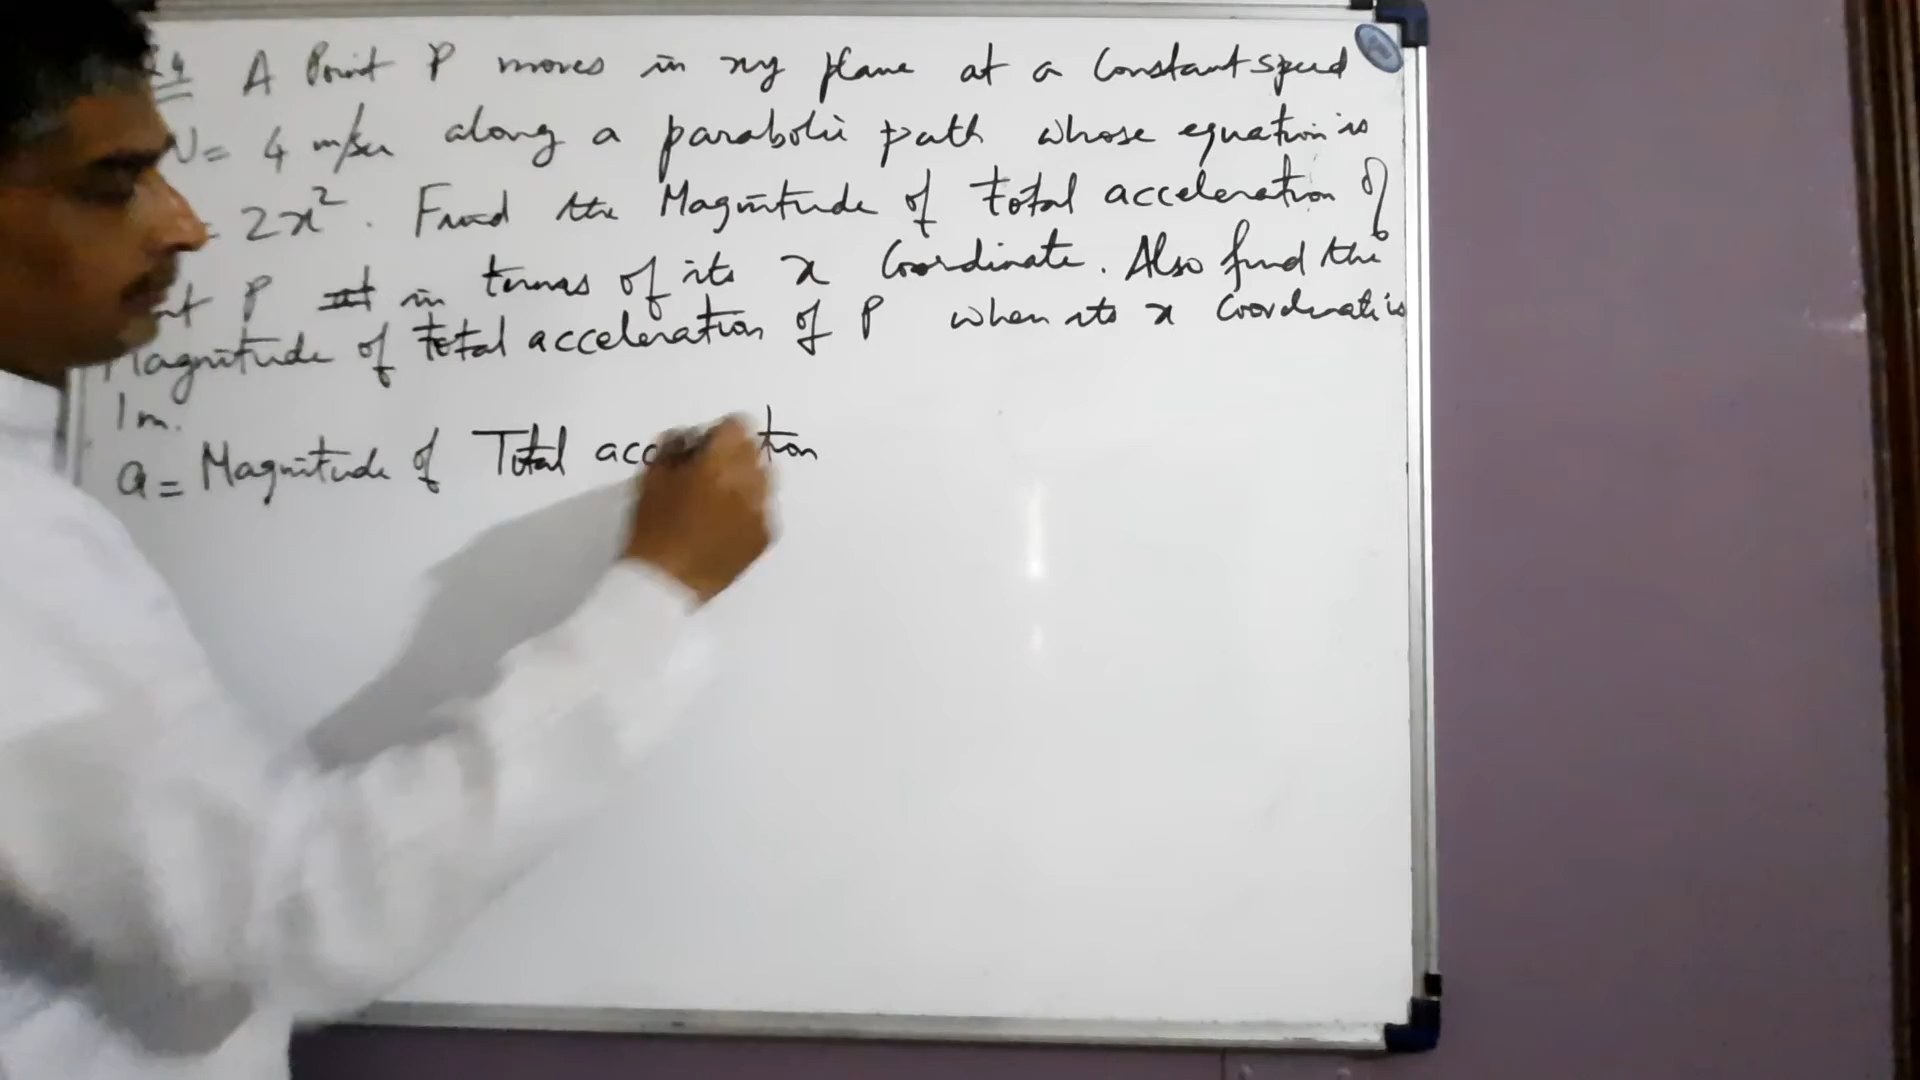 A Point P moves in xy plane at a Constant speed
V= 4 m/sec along a parabolic path whose equation is
= 2x². Find the Magnitude of total acceleration of
P in terms of its x Coordinate. Also find the
Magnitude of total acceleration of P when its x Coordinate is
1m.
a = Magnitude of Total